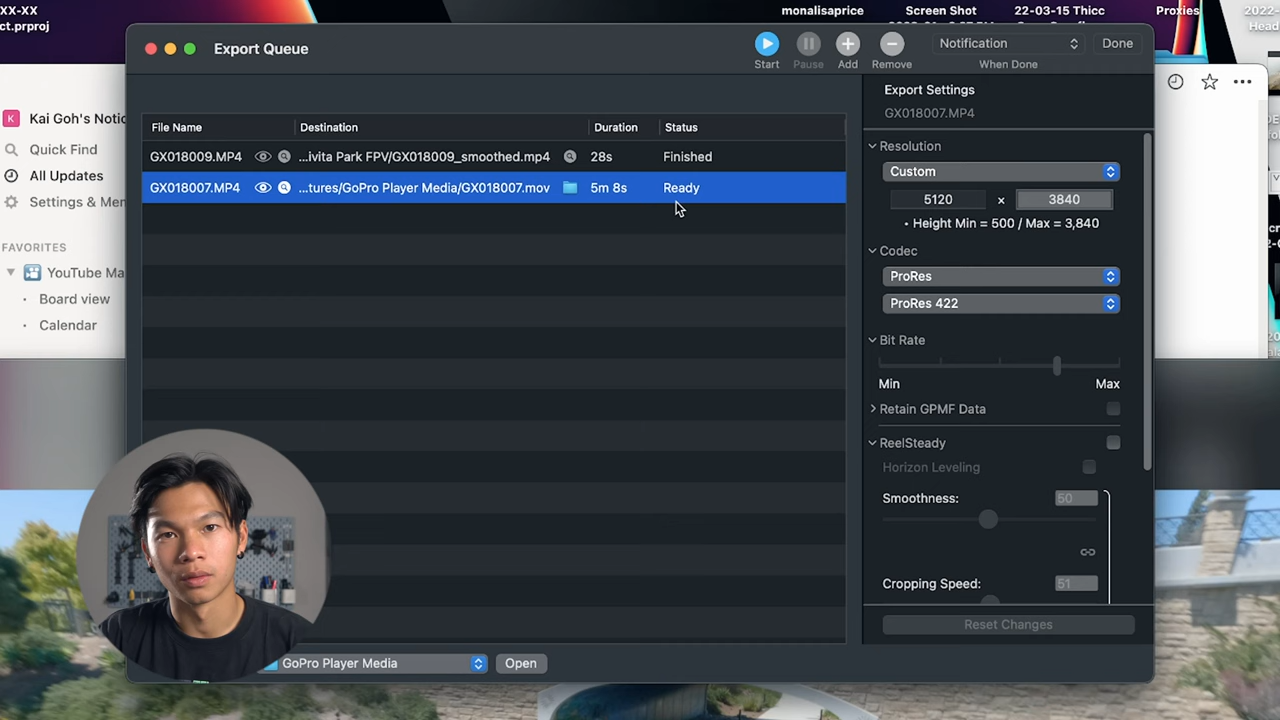 XX-XX
ct.prproj
monalisaprice
Screen Shot
22-03-15 Thicc
Proxies
2022-
Head
Export Queue
Start
Pause
Add
Remove
Notification
When Done
Done
Kai Goh's Notic
Quick Find
All Updates
Settings & Mem
FAVORITES
YouTube Ma
Board view
Calendar
File Name
Destination
Duration
Status
GX018009.MP4
...ivita Park FPV/GX018009_smoothed.mp4
28s
Finished
GX018007.MP4
...tures/GoPro Player Media/GX018007.mov
5m 8s
Ready
Export Settings
GX018007.MP4
Resolution
Custom
5120 x 3840
• Height Min = 500 / Max = 3,840
Codec
ProRes
ProRes 422
Bit Rate
Min
Max
Retain GPMF Data
ReelSteady
Horizon Leveling
Smoothness:
50
Cropping Speed:
51
Reset Changes
GoPro Player Media
Open